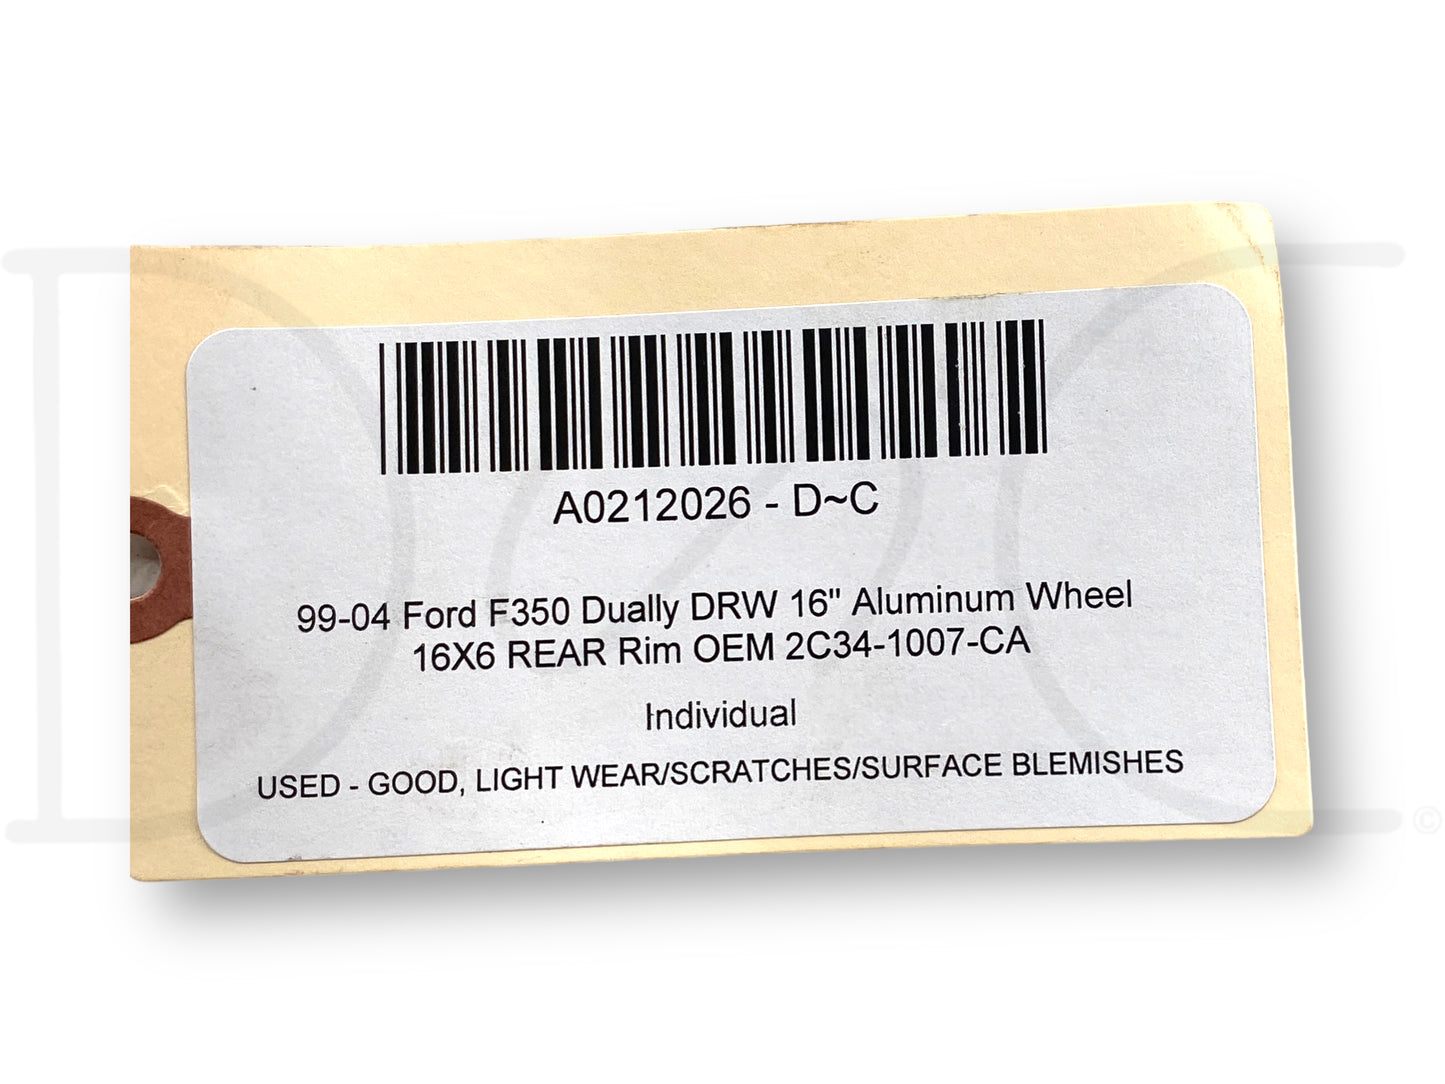 A0212026 - D~C
99-04 Ford F350 Dually DRW 16" Aluminum Wheel
16X6 REAR Rim OEM 2C34-1007-CA
Individual
USED - GOOD, LIGHT WEAR/SCRATCHES/SURFACE BLEMISHES
©